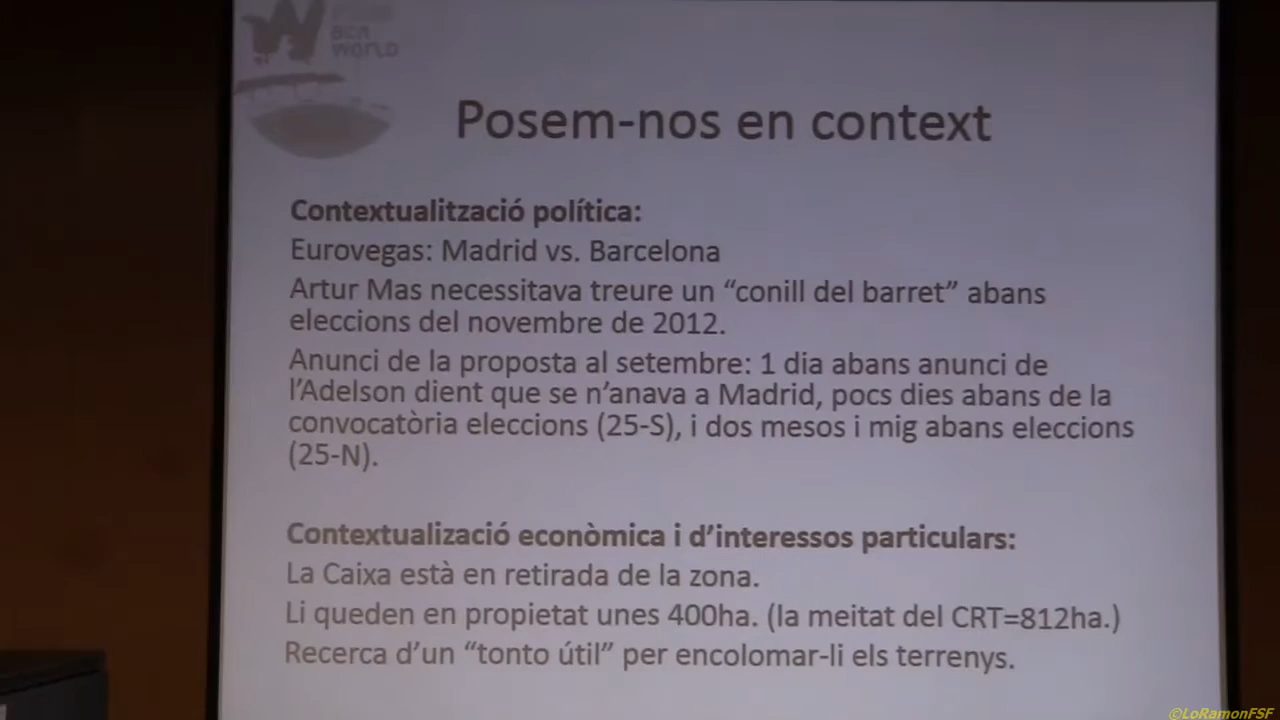 BCN
WORLD
Posem-nos en context
Contextualització política:
Eurovegas: Madrid vs. Barcelona
Artur Mas necessitava treure un “conill del barret” abans
eleccions del novembre de 2012.
Anunci de la proposta al setembre: 1 dia abans anunci de
l’Adelson dient que se n’anava a Madrid, pocs dies abans de la
convocatòria eleccions (25-S), i dos mesos i mig abans eleccions
(25-N).
Contextualizació econòmica i d’interessos particulars:
La Caixa està en retirada de la zona.
Li queden en propietat unes 400ha. (la meitat del CRT=812ha.)
Recerca d’un “tonto útil” per encolomar-li els terrenys.
©LoRamonFSF